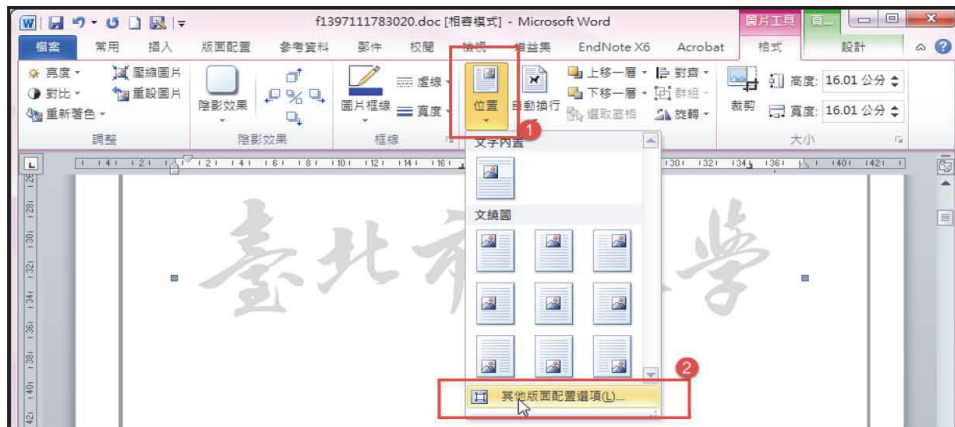 f1397111783020.doc [相容模式] - Microsoft Word
圖片工具 頁...
檔案 常用 插入 版面配置 參考資料 郵件 校閱 檢視 增益集 EndNote X6 Acrobat 格式 設計
亮度 壓縮圖片
對比 重設圖片
重新著色
調整
陰影效果
陰影效果
圖片框線
虛線
寬度
框線
位置
自動換行
上移一層 對齊
下移一層 群組
選取窗格 旋轉
裁剪
高度: 16.01 公分
寬度: 16.01 公分
大小
1
文字內置
文繞圖
臺北市
學
2
其他版面配置選項(L)...